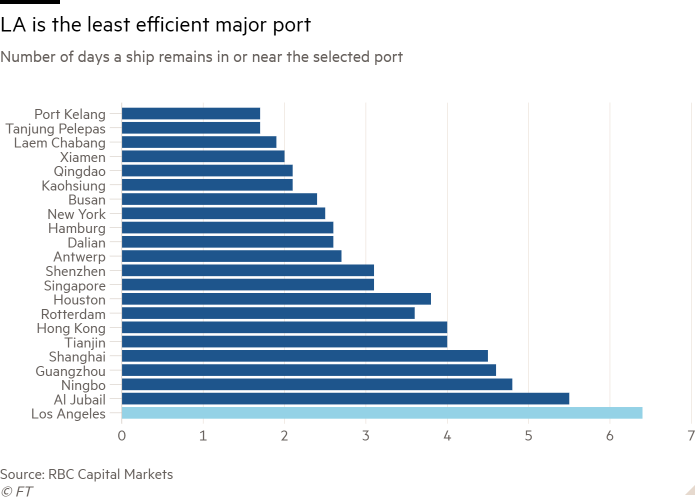 LA is the least efficient major port
Number of days a ship remains in or near the selected port
Port Kelang
Tanjung Pelepas
Laem Chabang
Xiamen
Qingdao
Kaohsiung
Busan
New York
Hamburg
Dalian
Antwerp
Shenzhen
Singapore
Houston
Rotterdam
Hong Kong
Tianjin
Shanghai
Guangzhou
Ningbo
Al Jubail
Los Angeles
0 1 2 3 4 5 6 7
Source: RBC Capital Markets
© FT